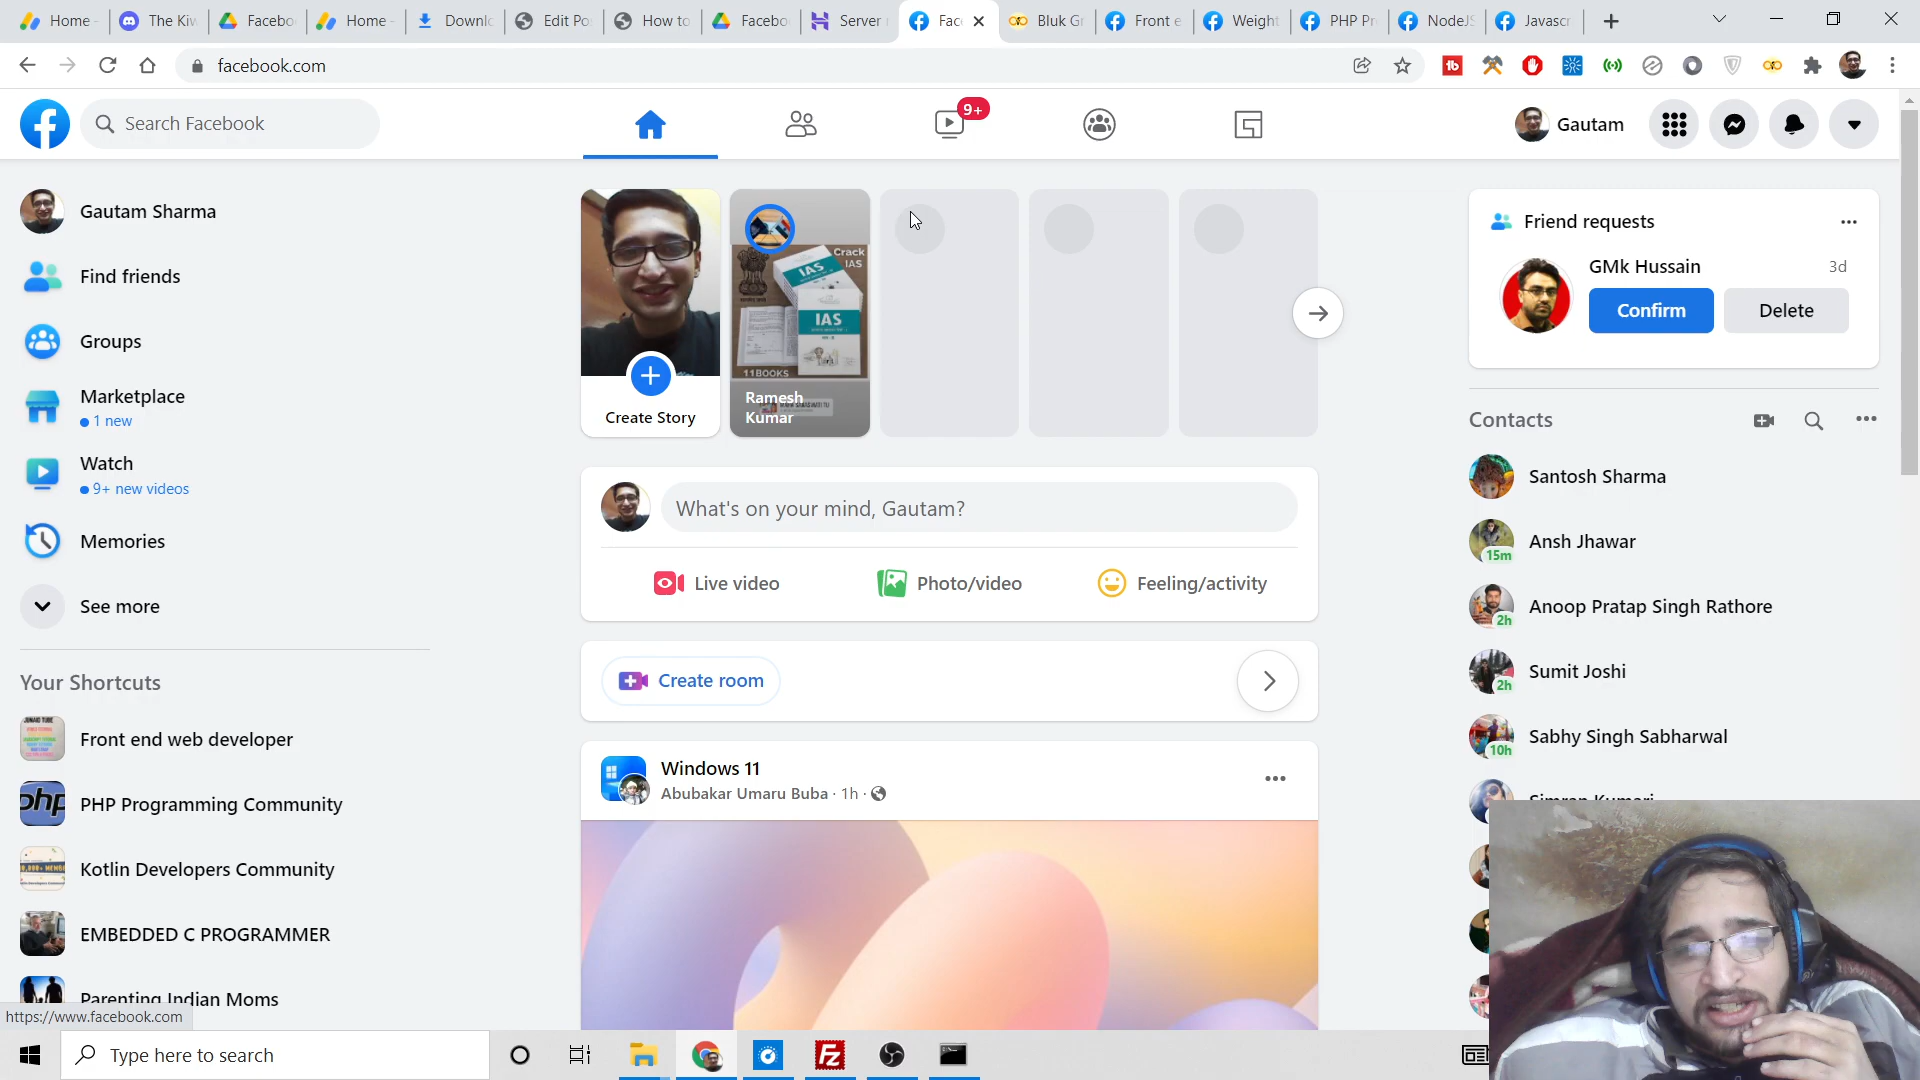 Home -
The Kiw
Facebo
Home -
Downlo
Edit Po
How to
Facebo
Server
Fac
Bluk Gr
Front e
Weight
PHP Pr
NodeJS
Javascr
facebook.com
Search Facebook
9+
Gautam
Gautam Sharma
Find friends
Groups
Marketplace
1 new
Watch
9+ new videos
Memories
See more
Your Shortcuts
Front end web developer
PHP Programming Community
Kotlin Developers Community
EMBEDDED C PROGRAMMER
Parenting Indian Moms
https://www.facebook.com
Create Story
Crack
IAS
IAS
IAS
11BOOKS
Ramesh
Kumar
What's on your mind, Gautam?
Live video
Photo/video
Feeling/activity
Create room
Windows 11
Abubakar Umaru Buba · 1h ·
Friend requests
GMk Hussain
3d
Confirm
Delete
Contacts
Santosh Sharma
Ansh Jhawar
15m
Anoop Pratap Singh Rathore
2h
Sumit Joshi
2h
Sabhy Singh Sabharwal
10h
Simran Kumari
Type here to search